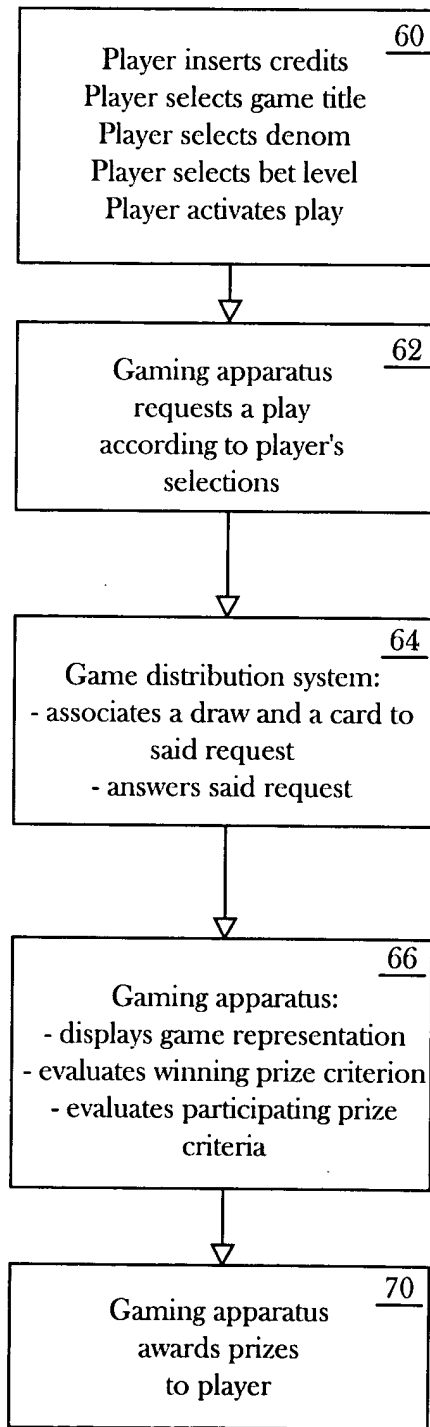 60
Player inserts credits
Player selects game title
Player selects denom
Player selects bet level
Player activates play
62
Gaming apparatus
requests a play
according to player's
selections
64
Game distribution system:
- associates a draw and a card to
said request
- answers said request
66
Gaming apparatus:
- displays game representation
- evaluates winning prize criterion
- evaluates participating prize
criteria
70
Gaming apparatus
awards prizes
to player